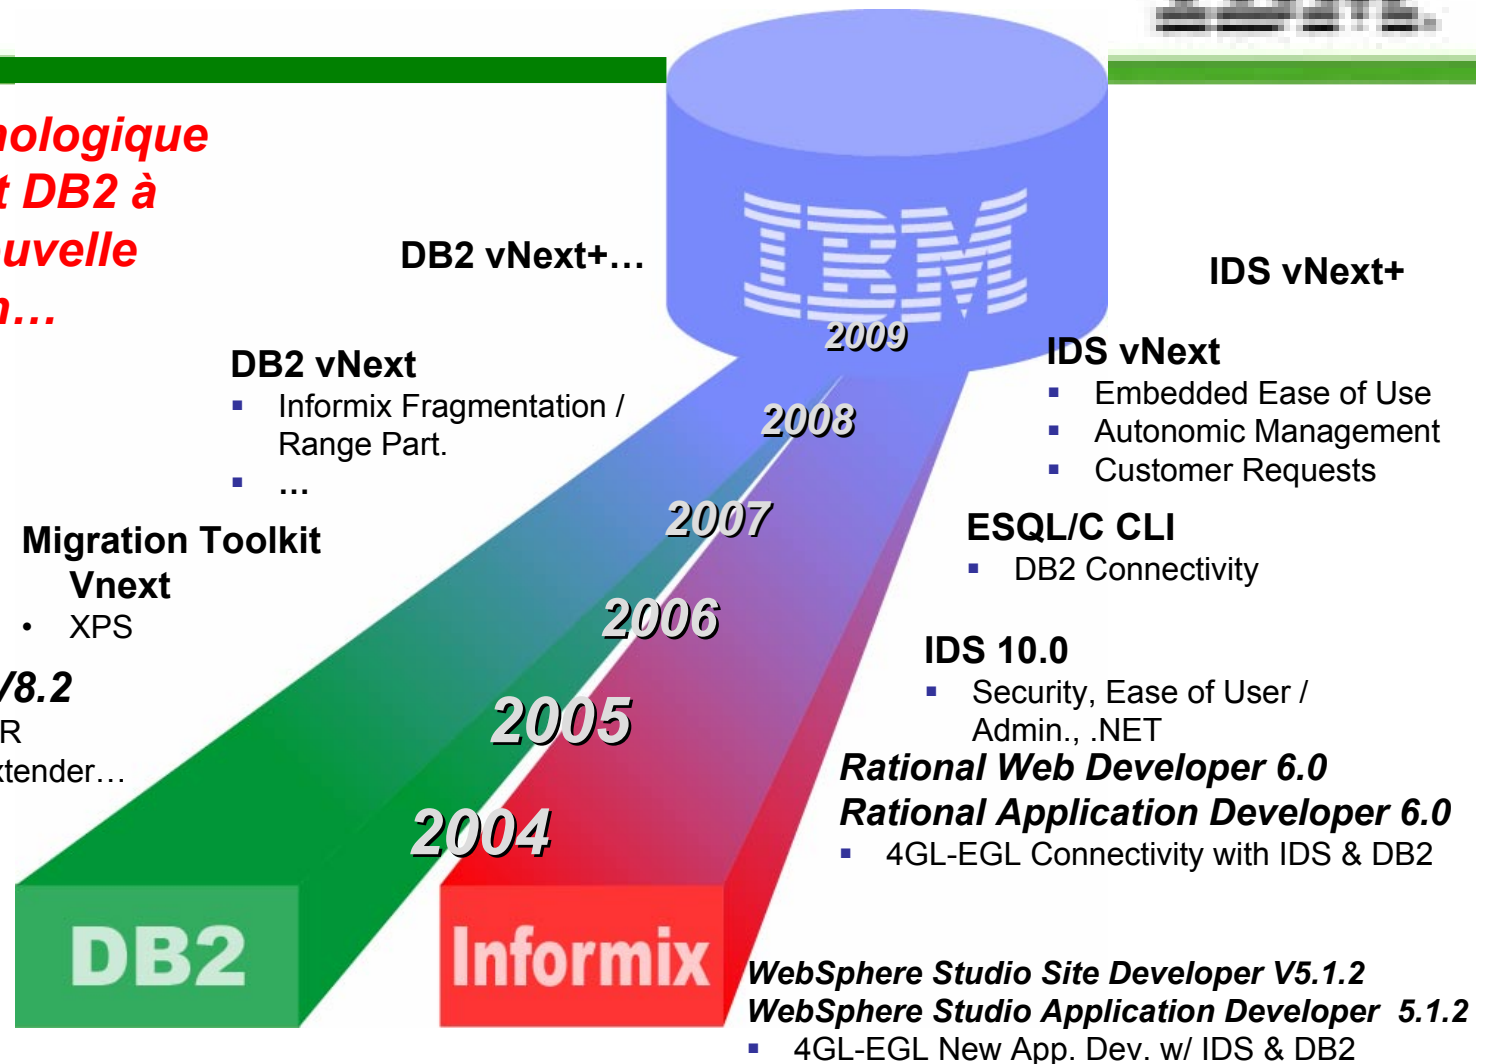 nologique
t DB2 à
uvelle
n…
DB2 vNext+…
IBM
IDS vNext+
2009
DB2 vNext
▪ Informix Fragmentation /
Range Part.
▪ …
IDS vNext
▪ Embedded Ease of Use
▪ Autonomic Management
▪ Customer Requests
2008
2007
Migration Toolkit
Vnext
• XPS
ESQL/C CLI
▪ DB2 Connectivity
2006
V8.2
R
xtender…
IDS 10.0
▪ Security, Ease of User /
Admin., .NET
2005
Rational Web Developer 6.0
Rational Application Developer 6.0
▪ 4GL-EGL Connectivity with IDS & DB2
2004
DB2
Informix
WebSphere Studio Site Developer V5.1.2
WebSphere Studio Application Developer 5.1.2
▪ 4GL-EGL New App. Dev. w/ IDS & DB2